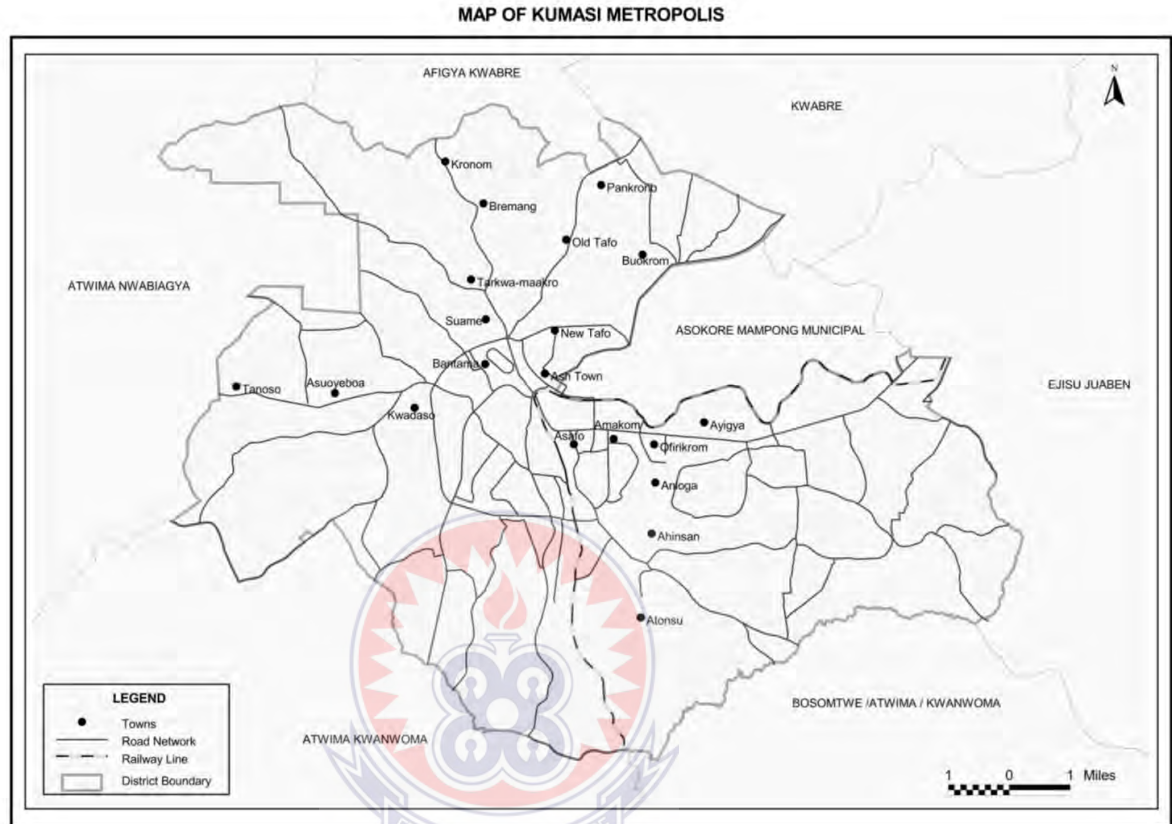 MAP OF KUMASI METROPOLIS
N
AFIGYA KWABRE
KWABRE
Kronom
Pankronb
Bremang
Old Tafo
Buokrom
ATWIMA NWABIAGYA
Tarkwa-maakro
Suame
New Tafo
ASOKORE MAMPONG MUNICIPAL
Bantama
Ash Town
EJISU JUABEN
Tanoso
Asuoyeboa
Kwadaso
Ayigya
Amakom
Asafo
Ofirikrom
Anloga
Ahinsan
Atonsu
LEGEND
Towns
Road Network
Railway Line
District Boundary
ATWIMA KWANWOMA
BOSOMTWE /ATWIMA / KWANWOMA
1 0 1 Miles